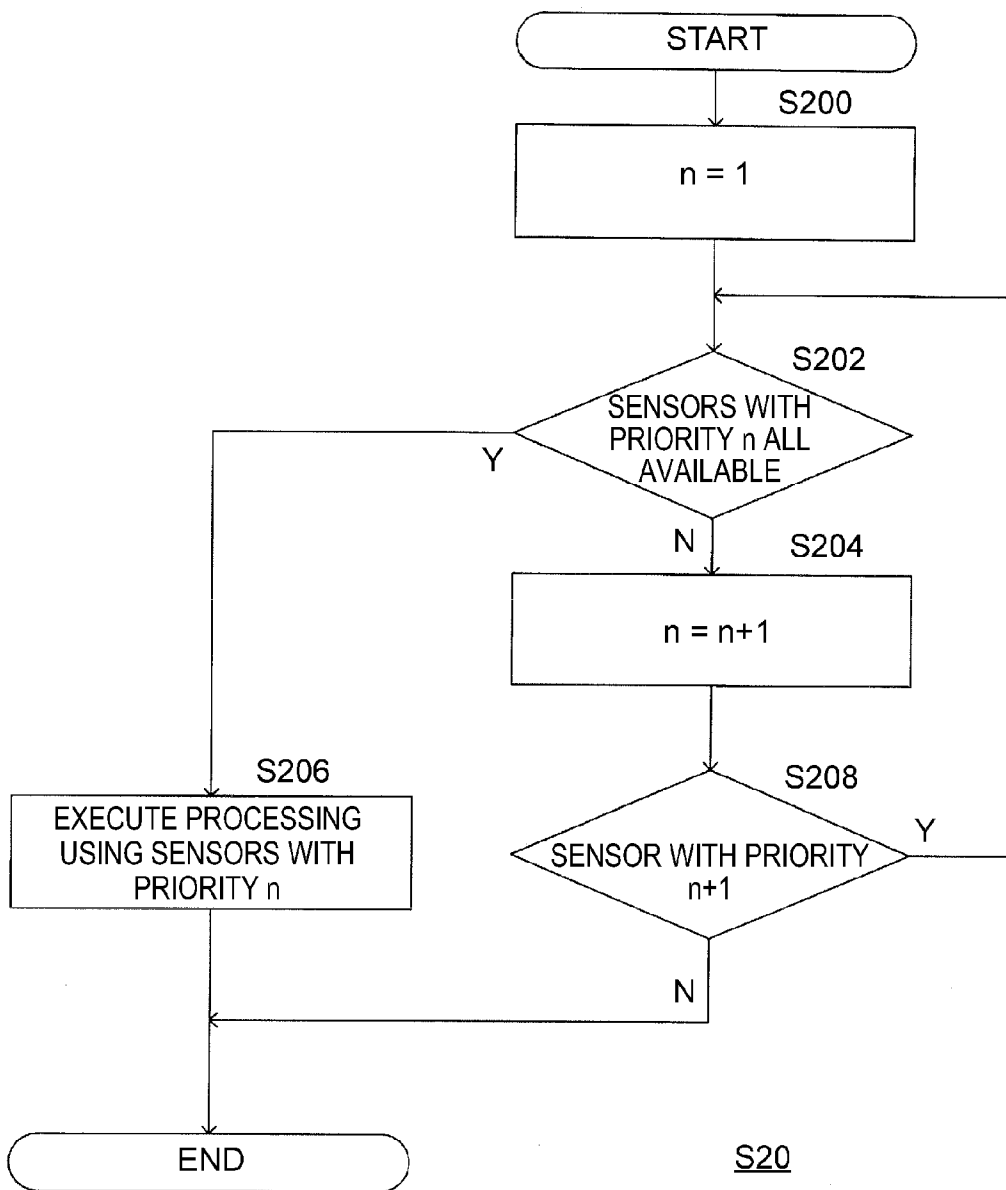 START
S200
n = 1
S202
SENSORS WITH
PRIORITY n ALL
AVAILABLE
Y
N
S204
n = n+1
S206
EXECUTE PROCESSING
USING SENSORS WITH
PRIORITY n
S208
SENSOR WITH PRIORITY
n+1
Y
N
END
S20